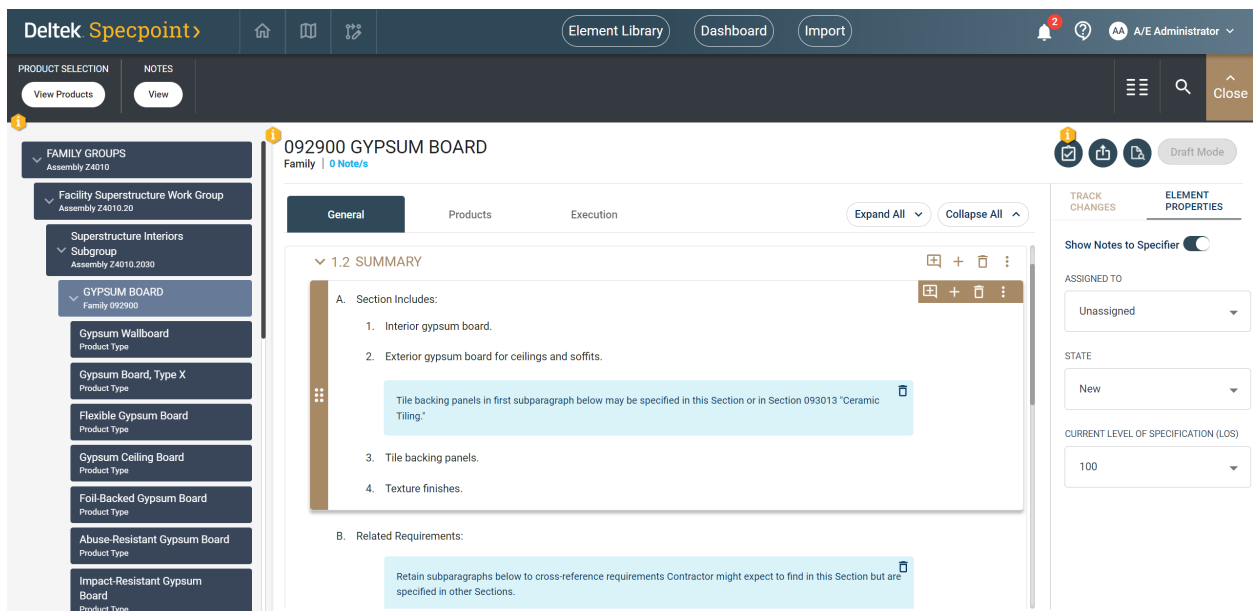 Deltek Specpoint>
Element Library
Dashboard
Import
2
AA A/E Administrator
PRODUCT SELECTION
View Products
NOTES
View
Close
FAMILY GROUPS
Assembly Z4010
Facility Superstructure Work Group
Assembly Z4010.20
Superstructure Interiors
Subgroup
Assembly Z4010.2030
GYPSUM BOARD
Family 092900
Gypsum Wallboard
Product Type
Gypsum Board, Type X
Product Type
Flexible Gypsum Board
Product Type
Gypsum Ceiling Board
Product Type
Foil-Backed Gypsum Board
Product Type
Abuse-Resistant Gypsum Board
Product Type
Impact-Resistant Gypsum
Board
Product Type
092900 GYPSUM BOARD
Family | 0 Note/s
Draft Mode
General
Products
Execution
Expand All
Collapse All
1.2 SUMMARY
A. Section Includes:
1. Interior gypsum board.
2. Exterior gypsum board for ceilings and soffits.
Tile backing panels in first subparagraph below may be specified in this Section or in Section 093013 "Ceramic
Tiling."
3. Tile backing panels.
4. Texture finishes.
B. Related Requirements:
Retain subparagraphs below to cross-reference requirements Contractor might expect to find in this Section but are
specified in other Sections.
TRACK
CHANGES
ELEMENT
PROPERTIES
Show Notes to Specifier
ASSIGNED TO
Unassigned
STATE
New
CURRENT LEVEL OF SPECIFICATION (LOS)
100